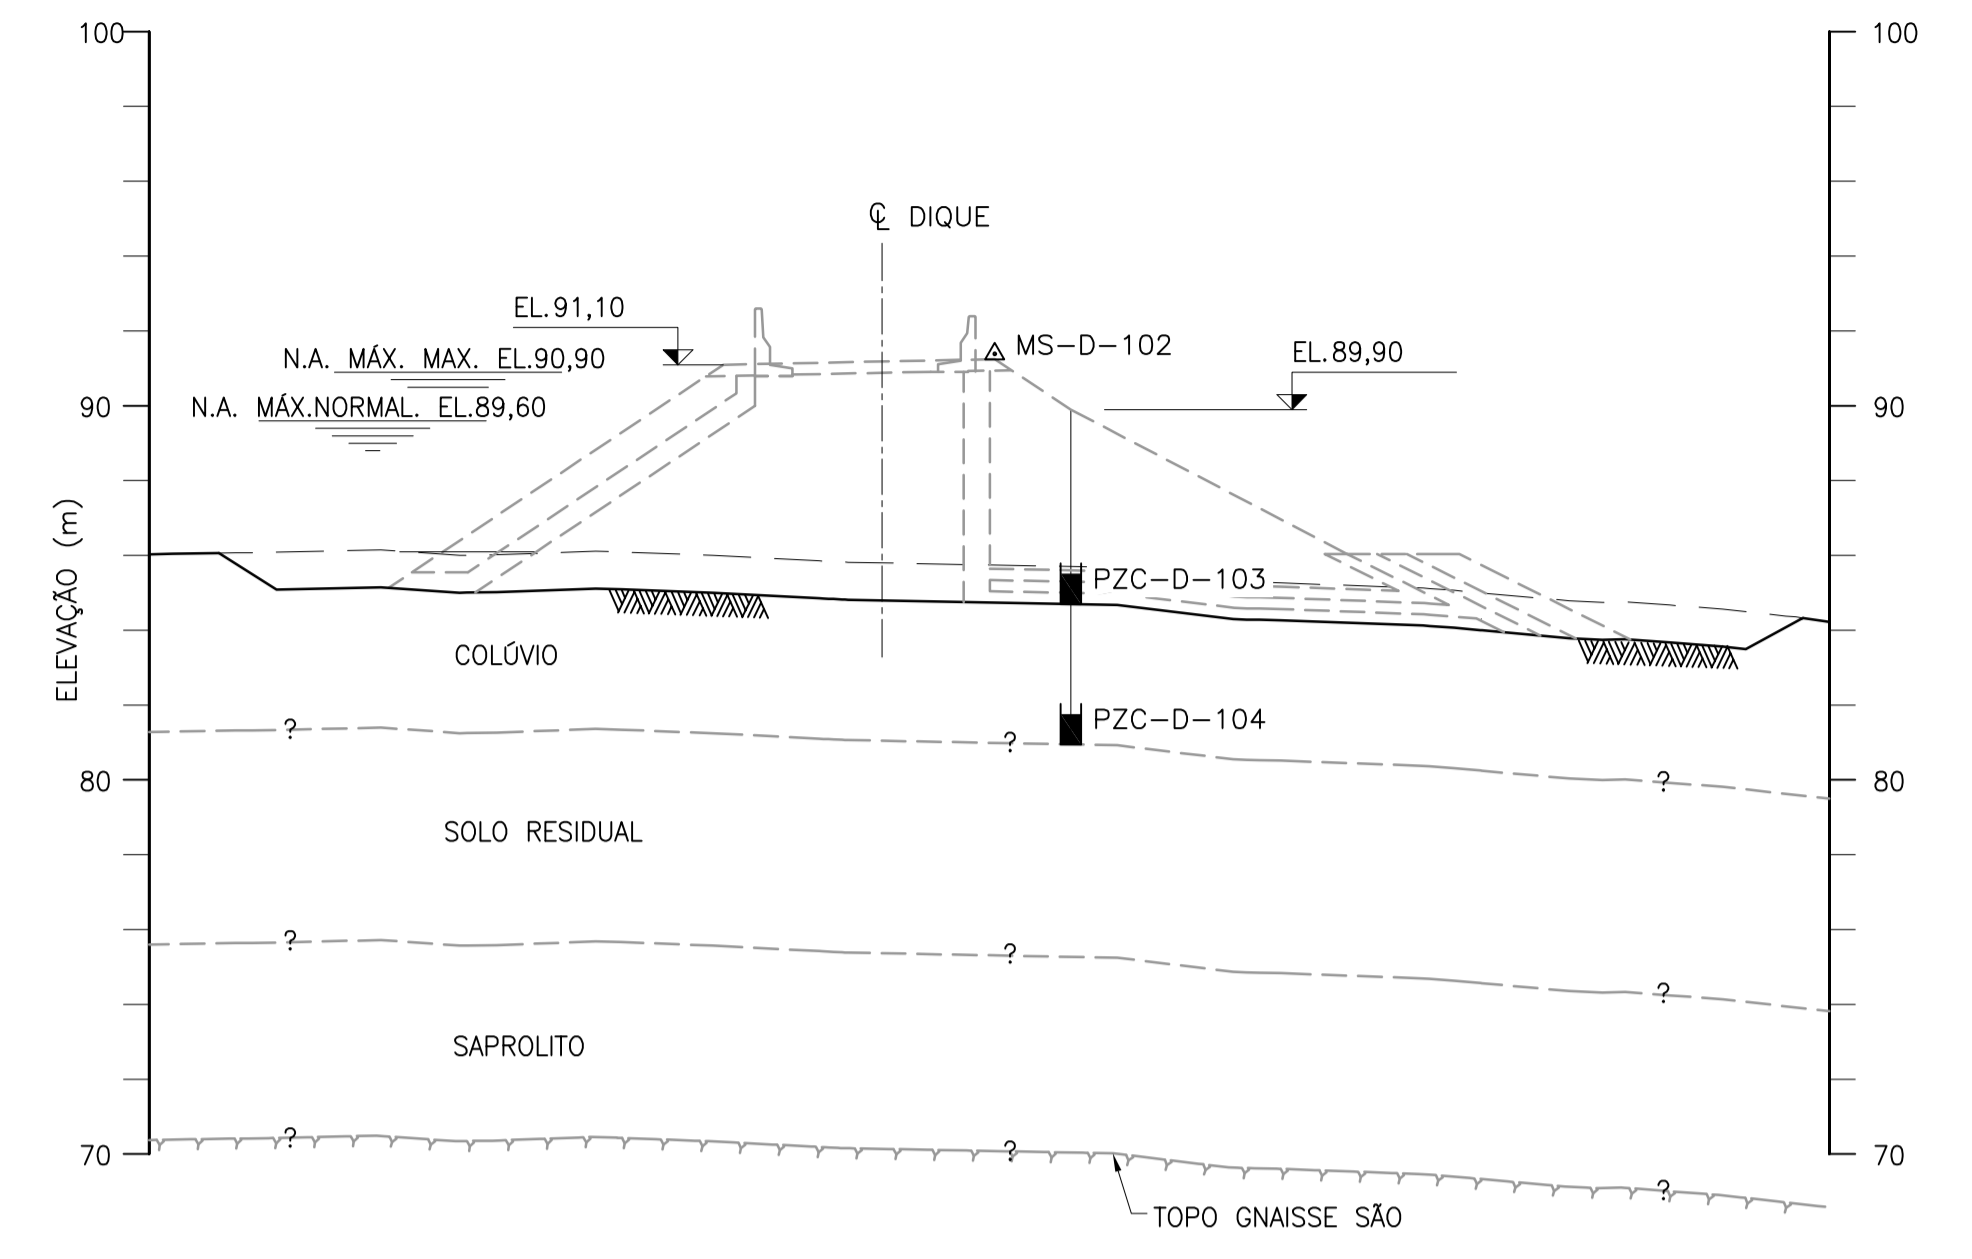 100
100
℄ DIQUE
EL.91,10
MS-D-102
N.A. MÁX. MAX. EL.90,90
EL.89,90
N.A. MÁX.NORMAL. EL.89,60
90
90
ELEVAÇÃO (m)
PZC-D-103
COLÚVIO
PZC-D-104
?
?
?
80
80
SOLO RESIDUAL
?
?
?
SAPROLITO
?
?
?
70
70
TOPO GNAISSE SÃO